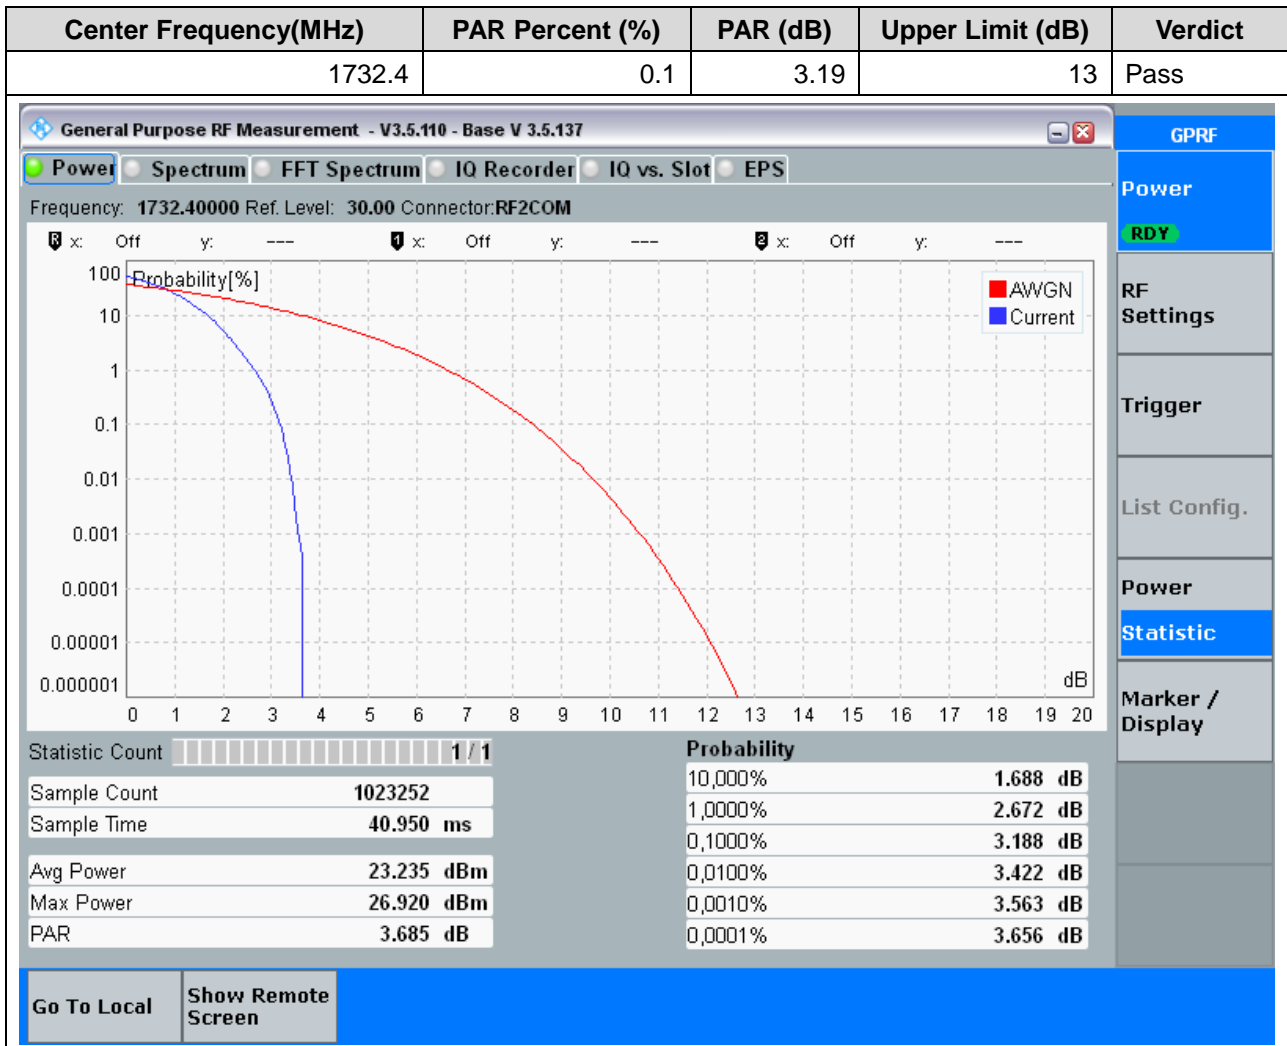 Center Frequency(MHz) PAR Percent (%) PAR (dB) Upper Limit (dB) Verdict
1732.4 0.1 3.19 13 Pass
General Purpose RF Measurement - V3.5.110 - Base V 3.5.137
GPRF
Power Spectrum FFT Spectrum IQ Recorder IQ vs. Slot EPS
Frequency: 1732.40000 Ref. Level: 30.00 Connector:RF2COM
R x: Off y: --- 1 x: Off y: --- 2 x: Off y: ---
Probability[%]
AWGN
Current
100
10
1
0.1
0.01
0.001
0.0001
0.00001
0.000001
dB
0 1 2 3 4 5 6 7 8 9 10 11 12 13 14 15 16 17 18 19 20
Statistic Count 1 / 1
Sample Count 1023252
Sample Time 40.950 ms
Avg Power 23.235 dBm
Max Power 26.920 dBm
PAR 3.685 dB
Probability
10,000% 1.688 dB
1,0000% 2.672 dB
0,1000% 3.188 dB
0,0100% 3.422 dB
0,0010% 3.563 dB
0,0001% 3.656 dB
Power
RDY
RF
Settings
Trigger
List Config.
Power
Statistic
Marker /
Display
Go To Local
Show Remote
Screen